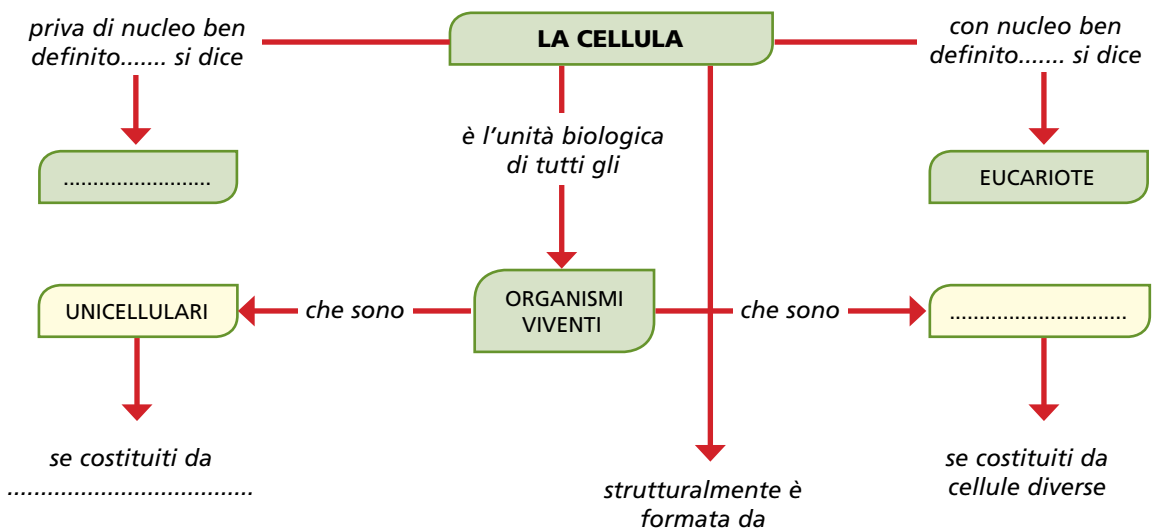 priva di nucleo ben
definito....... si dice
LA CELLULA
con nucleo ben
definito....... si dice
è l'unità biologica
di tutti gli
.........................
EUCARIOTE
UNICELLULARI
che sono
ORGANISMI
VIVENTI
che sono
..............................
se costituiti da
.....................................
strutturalmente è
formata da
se costituiti da
cellule diverse